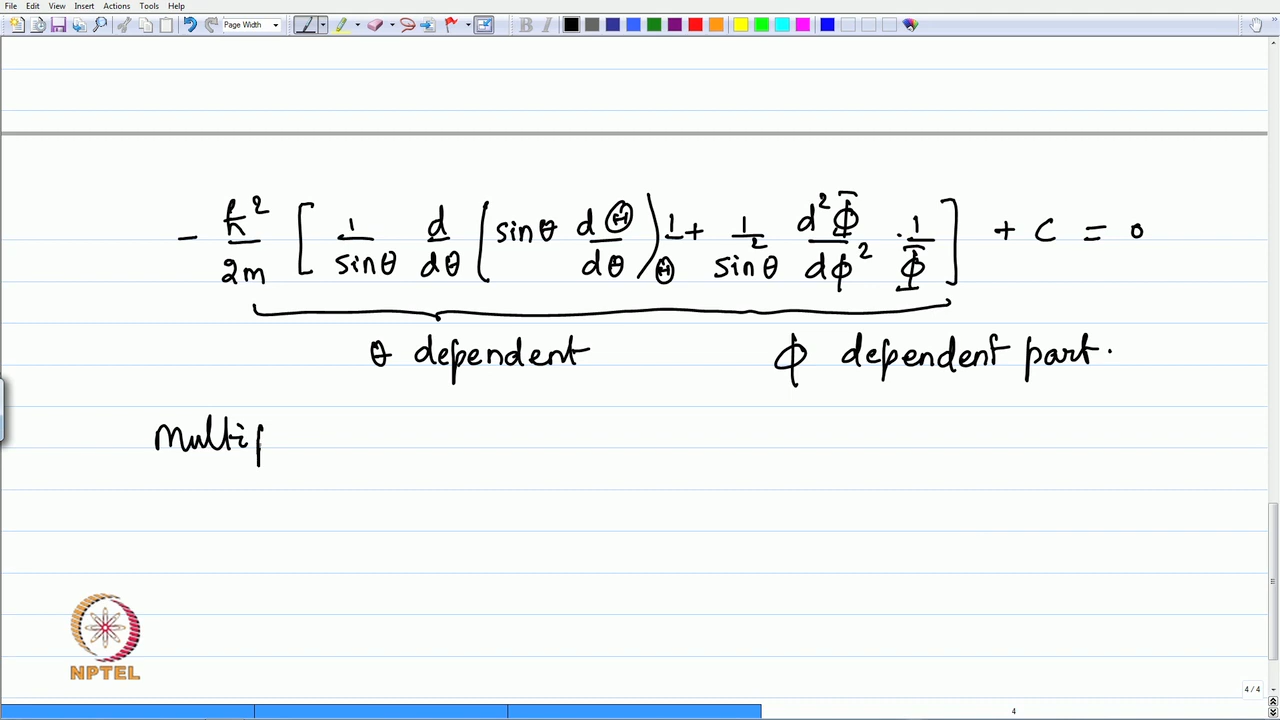 File Edit View Insert Actions Tools Help
Page Width
- ℏ²/2m [ 1/sinθ d/dθ ( sinθ dΘ/dθ ) 1/Θ + 1/sin²θ d²Φ/dϕ² · 1/Φ ] + C = 0
θ dependent ϕ dependent part.
Multip
NPTEL
4 / 4
4